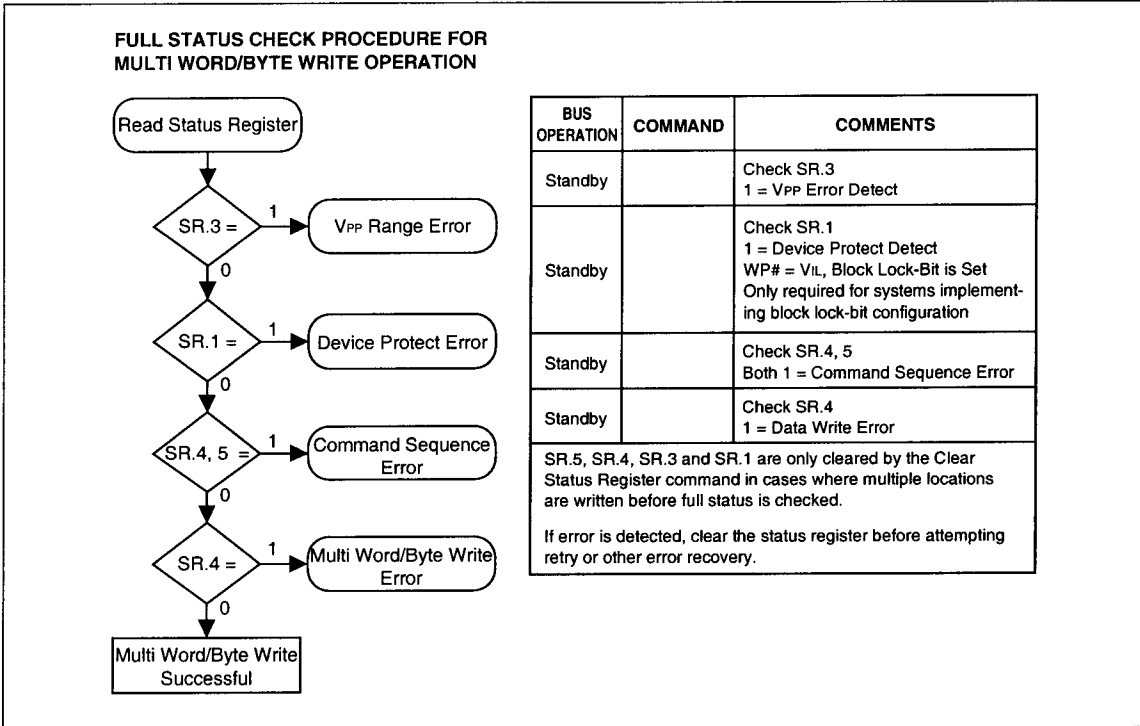 FULL STATUS CHECK PROCEDURE FOR
MULTI WORD/BYTE WRITE OPERATION
Read Status Register
SR.3 =
1
VPP Range Error
0
SR.1 =
1
Device Protect Error
0
SR.4, 5 =
1
Command Sequence
Error
0
SR.4 =
1
Multi Word/Byte Write
Error
0
Multi Word/Byte Write
Successful
BUS
OPERATION
COMMAND
COMMENTS
Standby
Check SR.3
1 = VPP Error Detect
Standby
Check SR.1
1 = Device Protect Detect
WP# = VIL, Block Lock-Bit is Set
Only required for systems implement-
ing block lock-bit configuration
Standby
Check SR.4, 5
Both 1 = Command Sequence Error
Standby
Check SR.4
1 = Data Write Error
SR.5, SR.4, SR.3 and SR.1 are only cleared by the Clear
Status Register command in cases where multiple locations
are written before full status is checked.
If error is detected, clear the status register before attempting
retry or other error recovery.